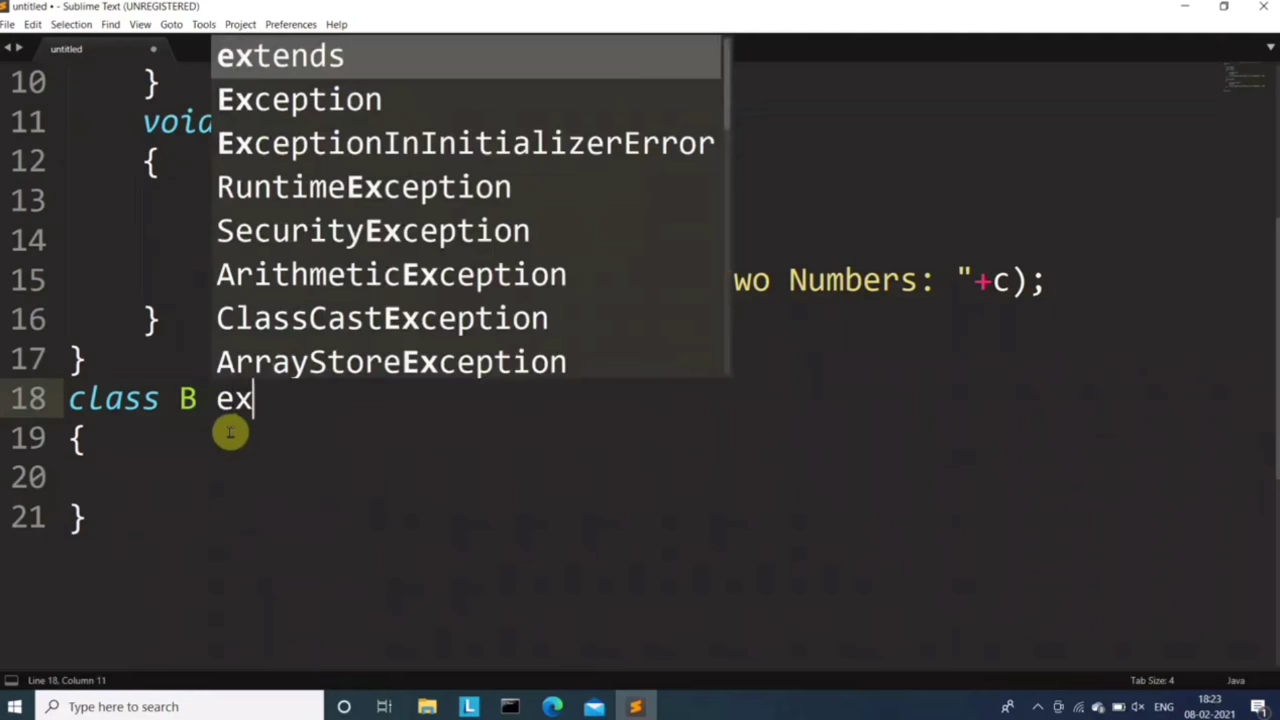 untitled • - Sublime Text (UNREGISTERED)
File Edit Selection Find View Goto Tools Project Preferences Help
untitled
extends
10 }
Exception
11 void
ExceptionInInitializerError
12 {
RuntimeException
13
SecurityException
14
ArithmeticException
15 wo Numbers: "+c);
16 }
ClassCastException
17 }
ArrayStoreException
18 class B ex
19 {
20
21 }
Line 18, Column 11 Tab Size: 4 Java
Type here to search
L
ENG
18:23
08-02-2021
1